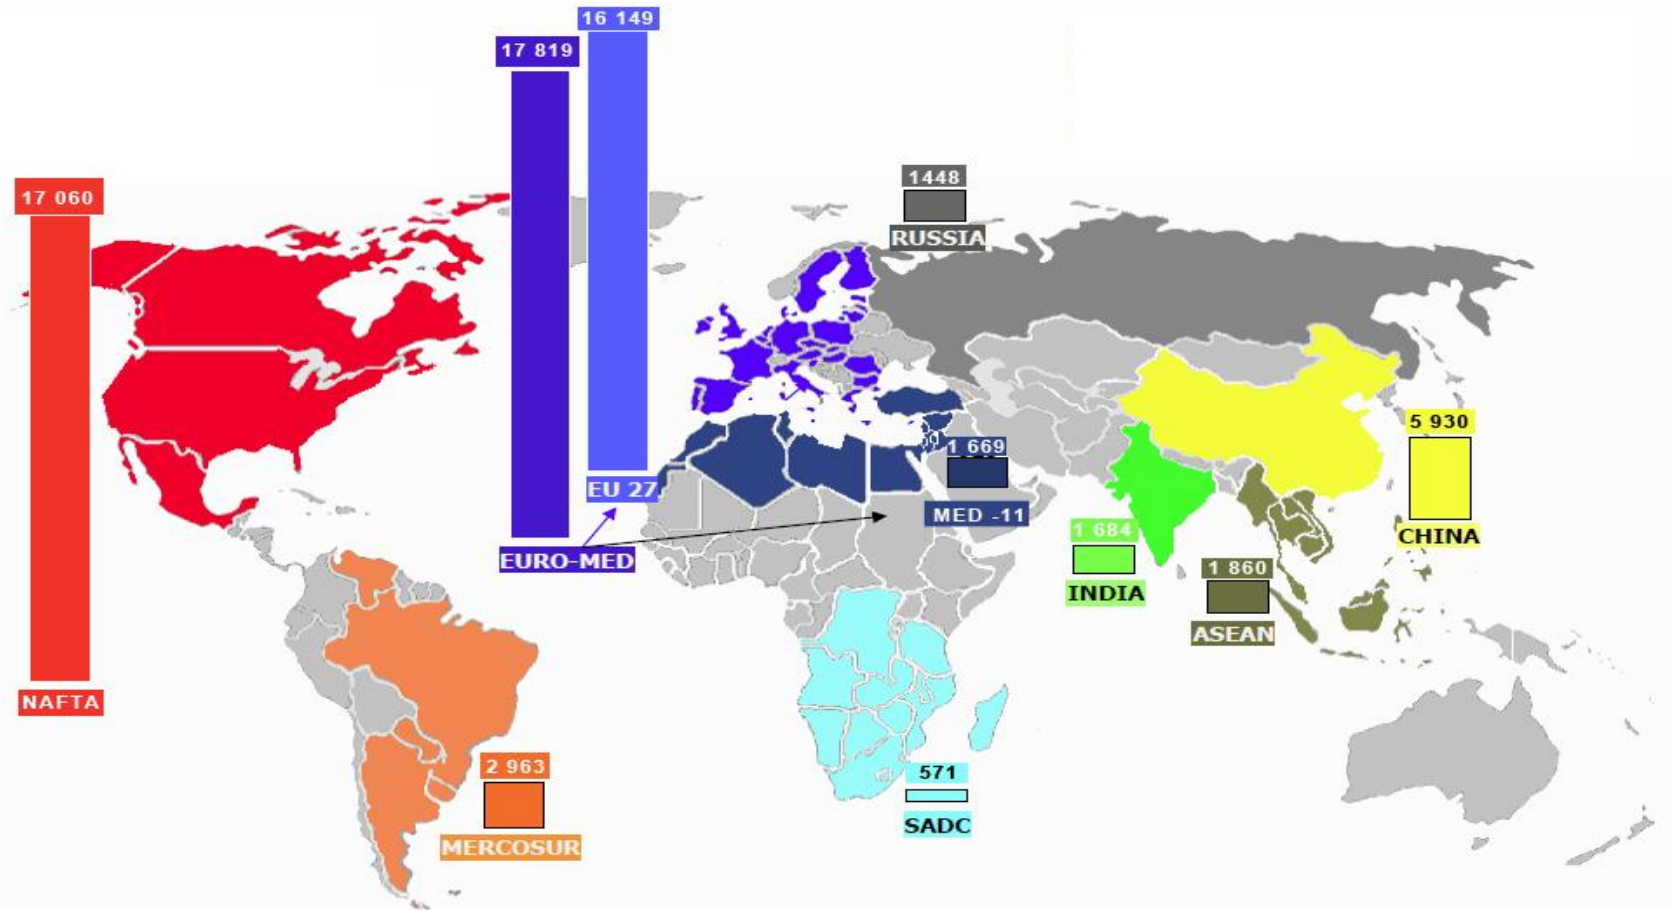 16 149
17 819
1448
RUSSIA
17 060
5 930
CHINA
1 669
MED -11
EU 27
EURO-MED
1 684
INDIA
1 860
ASEAN
NAFTA
2 963
MERCOSUR
571
SADC